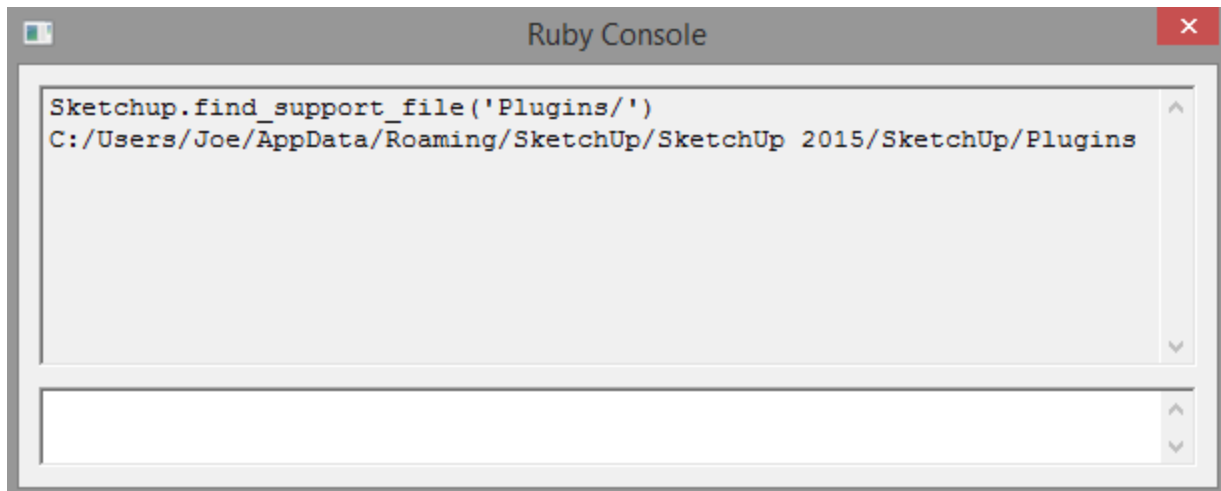 Ruby Console
Sketchup.find_support_file('Plugins/')
C:/Users/Joe/AppData/Roaming/SketchUp/SketchUp 2015/SketchUp/Plugins